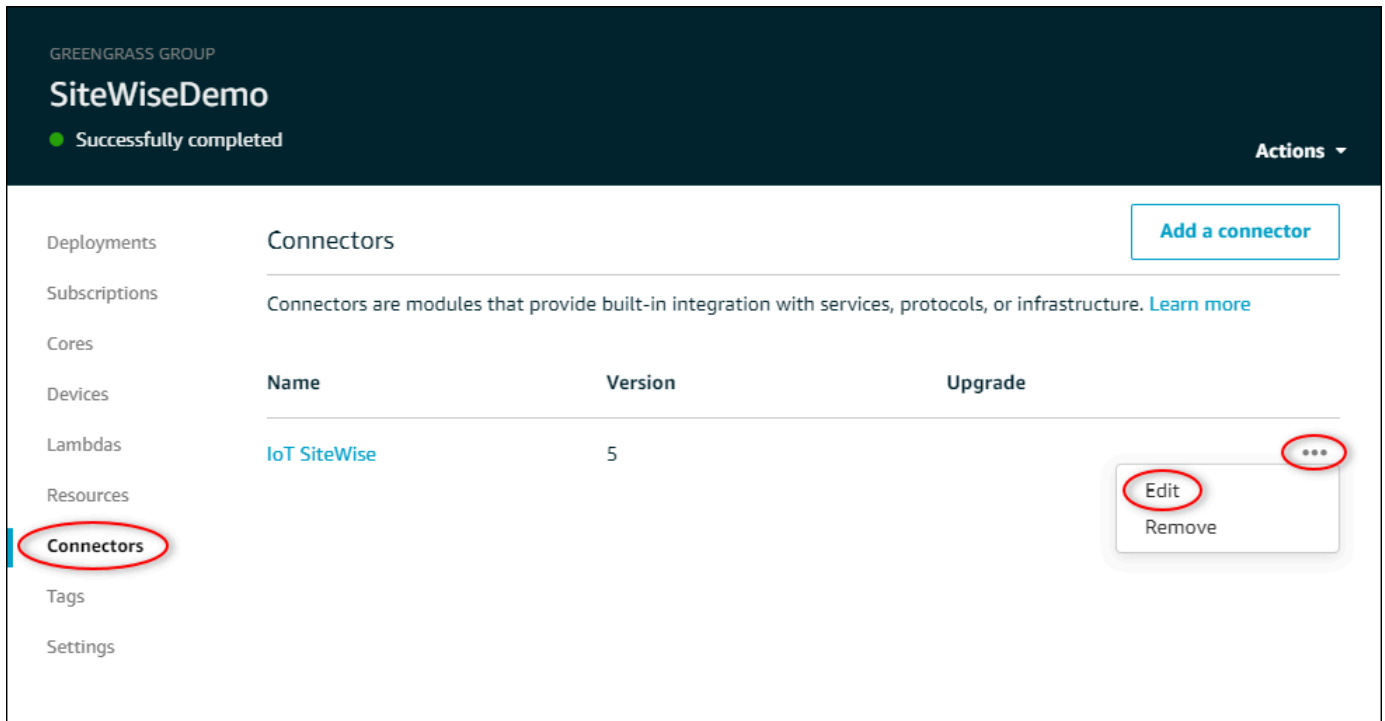 GREENGRASS GROUP
SiteWiseDemo
Successfully completed
Actions
Deployments
Subscriptions
Cores
Devices
Lambdas
Resources
Connectors
Tags
Settings
Connectors
Add a connector
Connectors are modules that provide built-in integration with services, protocols, or infrastructure. Learn more
Name Version Upgrade
IoT SiteWise 5
Edit
Remove